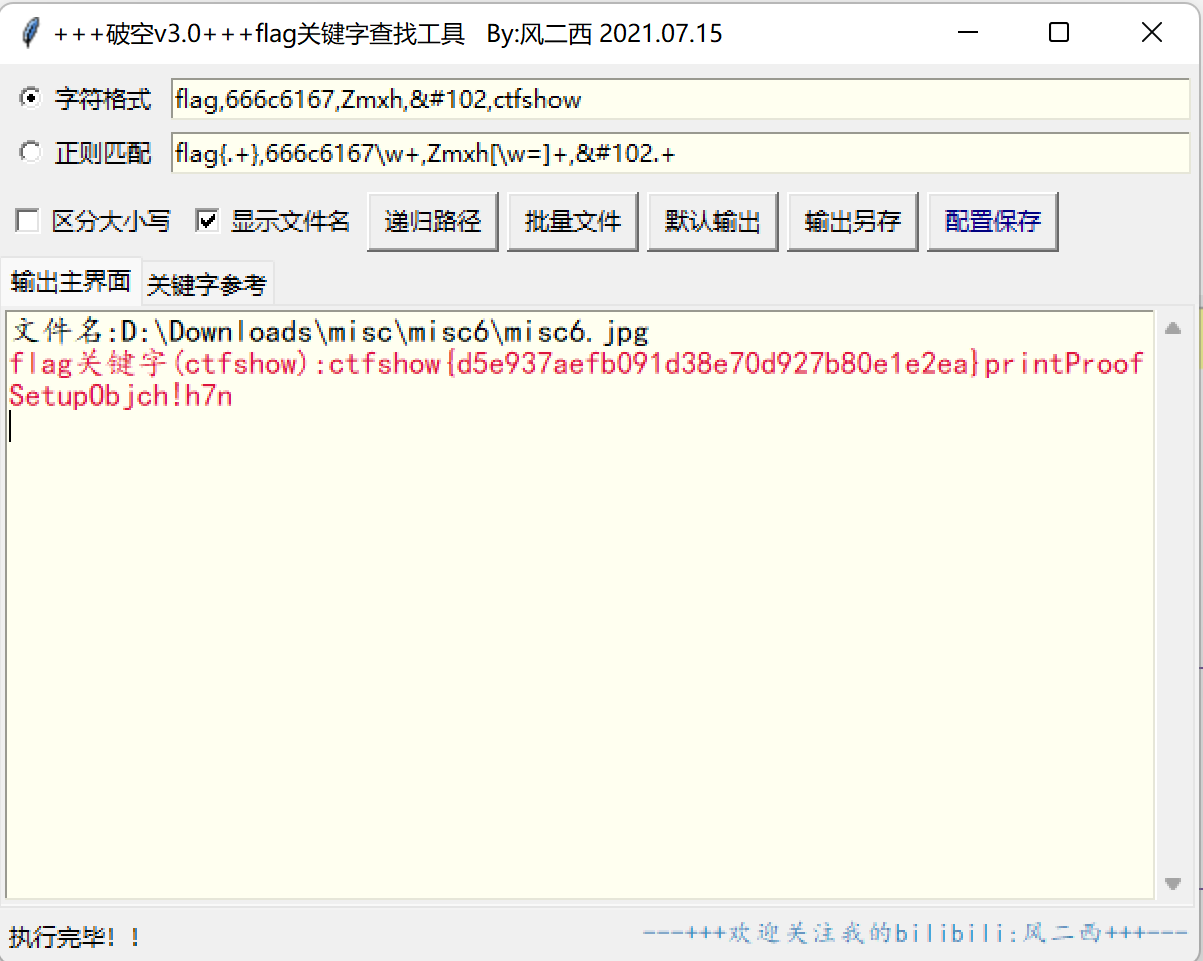 +++破空v3.0+++flag关键字查找工具 By:风二西 2021.07.15
字符格式 flag,666c6167,Zmxh,&#102,ctfshow
正则匹配 flag{.+},666c6167\w+,Zmxh[\w=]+,&#102.+
区分大小写 显示文件名 递归路径 批量文件 默认输出 输出另存 配置保存
输出主界面 关键字参考
文件名:D:\Downloads\misc\misc6\misc6.jpg
flag关键字(ctfshow):ctfshow{d5e937aefb091d38e70d927b80e1e2ea}printProof
SetupObjch!h7n
执行完毕！！ ---+++欢迎关注我的bilibili:风二西+++---